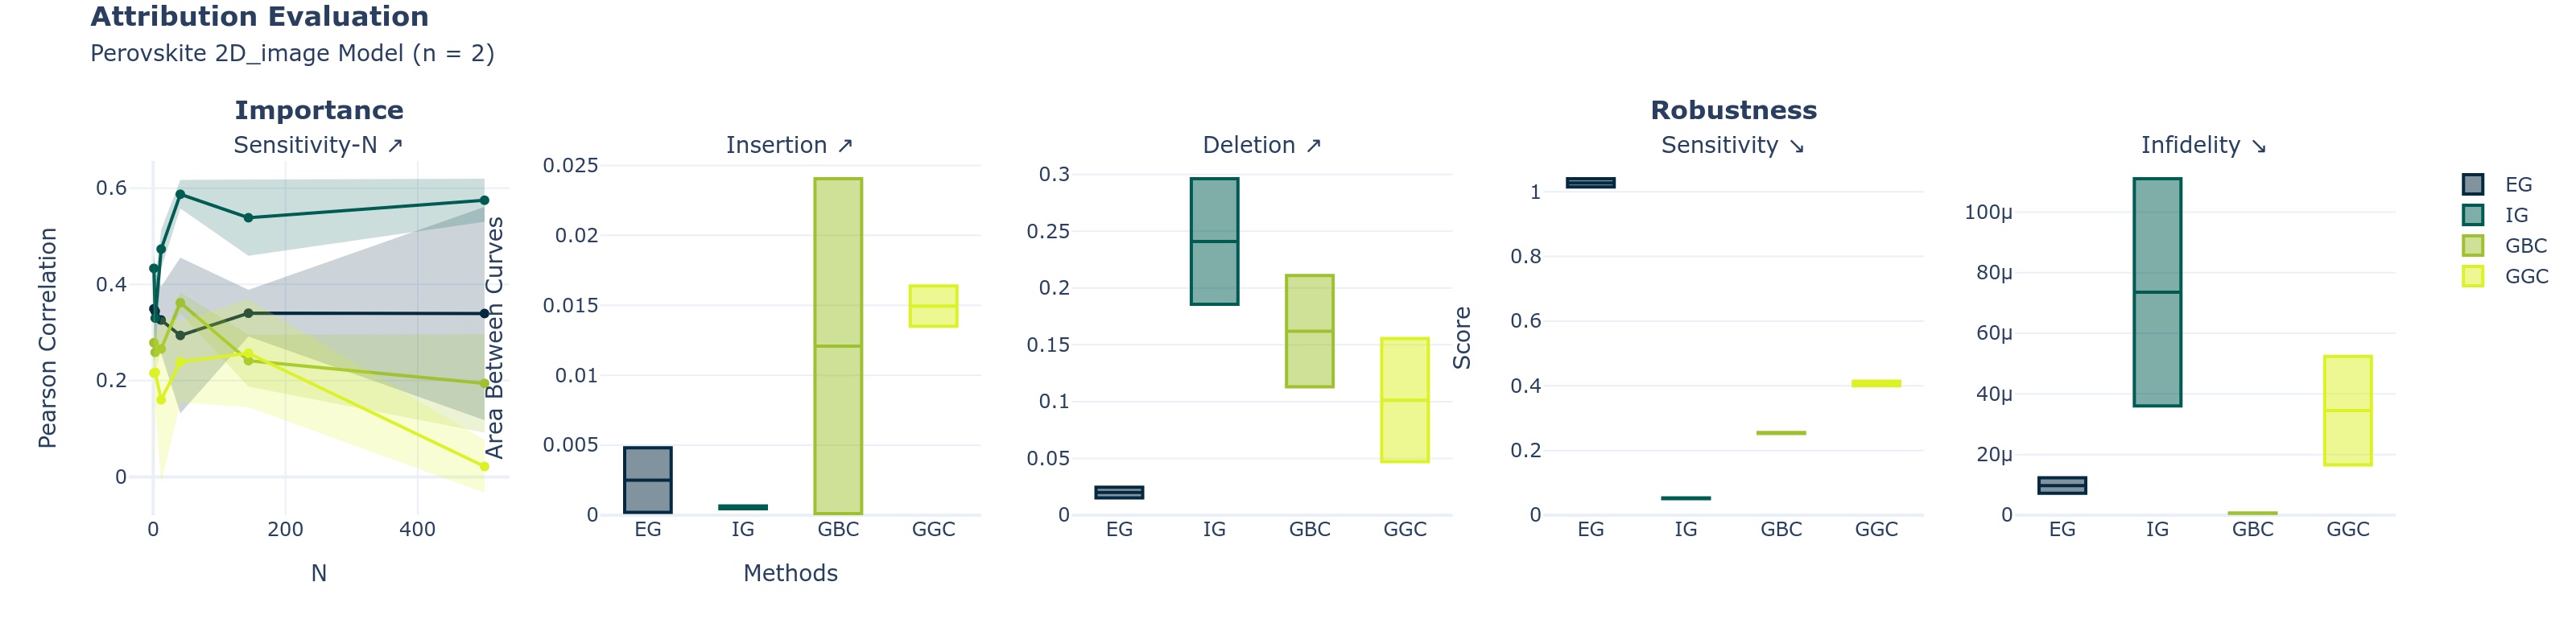 Attribution Evaluation
Perovskite 2D_image Model (n = 2)
Importance
Robustness
Sensitivity-N ↗
Insertion ↗
Deletion ↗
Sensitivity ↘
Infidelity ↘
Pearson Correlation
0.6
0.4
0.2
0
0 200 400
N
Area Between Curves
0.025
0.02
0.015
0.01
0.005
0
EG IG GBC GGC
Methods
0.3
0.25
0.2
0.15
0.1
0.05
0
EG IG GBC GGC
Score
1
0.8
0.6
0.4
0.2
0
EG IG GBC GGC
100µ
80µ
60µ
40µ
20µ
0
EG IG GBC GGC
EG
IG
GBC
GGC